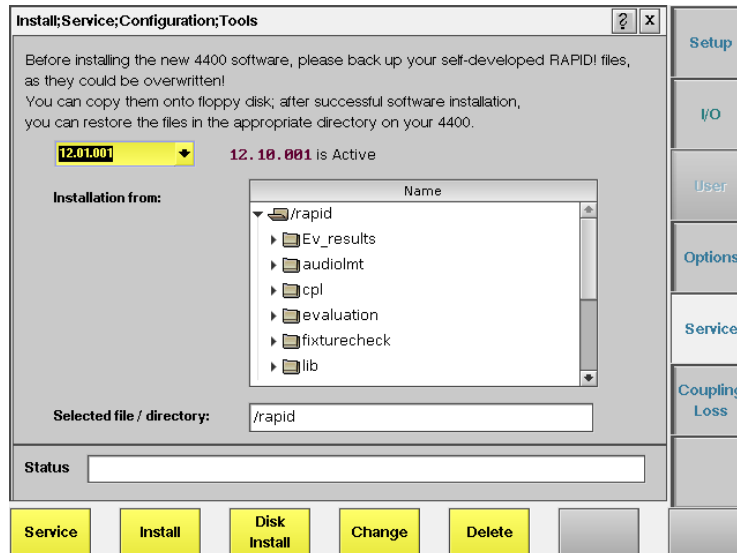 Install;Service;Configuration;Tools
? x
Before installing the new 4400 software, please back up your self-developed RAPID! files,
as they could be overwritten!
You can copy them onto floppy disk; after successful software installation,
you can restore the files in the appropriate directory on your 4400.
12.01.001
12.10.001 is Active
Installation from:
Name
/rapid
Ev_results
audiolmt
cpl
evaluation
fixturecheck
lib
Selected file / directory:
/rapid
Status
Service
Install
Disk
Install
Change
Delete
Setup
I/O
User
Options
Service
Coupling
Loss